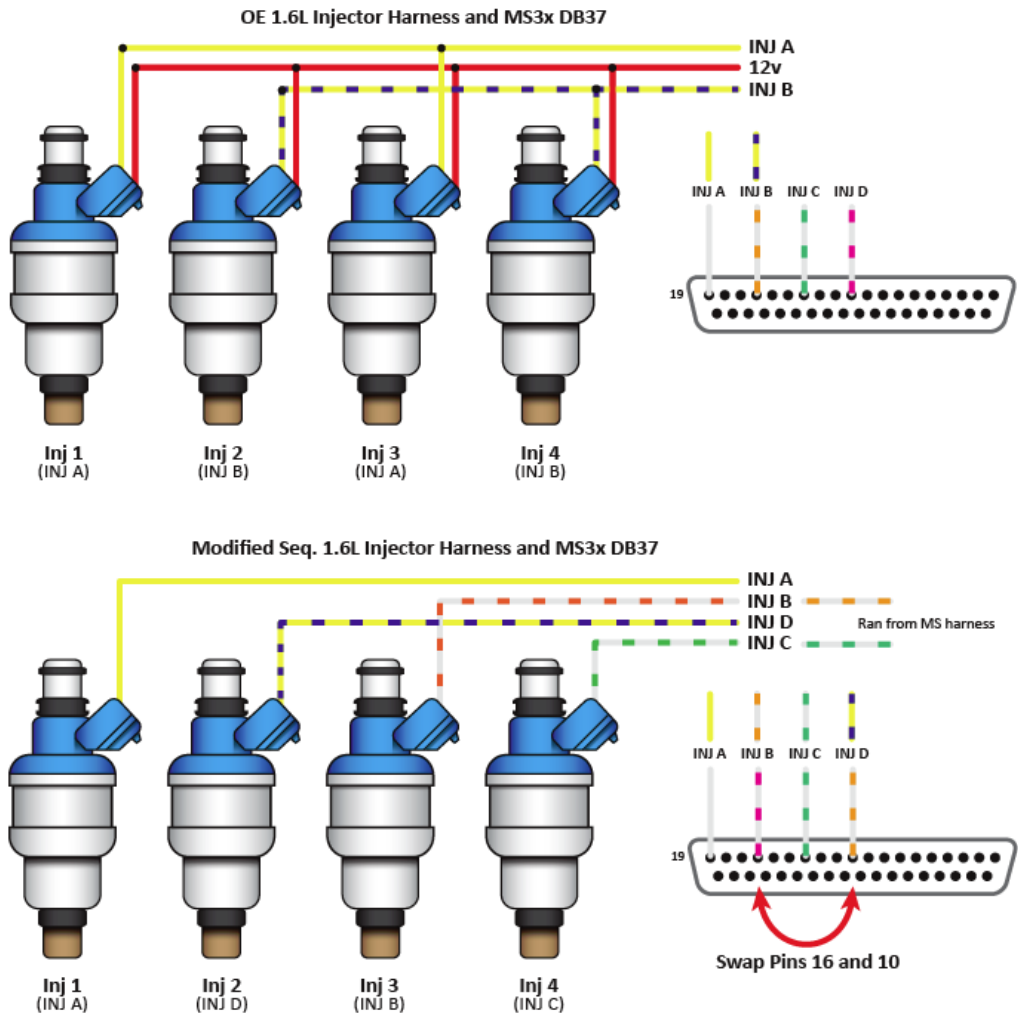 OE 1.6L Injector Harness and MS3x DB37
INJ A
12v
INJ B
INJ A INJ B INJ C INJ D
19
Inj 1 Inj 2 Inj 3 Inj 4
(INJ A) (INJ B) (INJ A) (INJ B)
Modified Seq. 1.6L Injector Harness and MS3x DB37
INJ A
INJ B
INJ D
INJ C
Ran from MS harness
INJ A INJ B INJ C INJ D
19
Swap Pins 16 and 10
Inj 1 Inj 2 Inj 3 Inj 4
(INJ A) (INJ D) (INJ B) (INJ C)